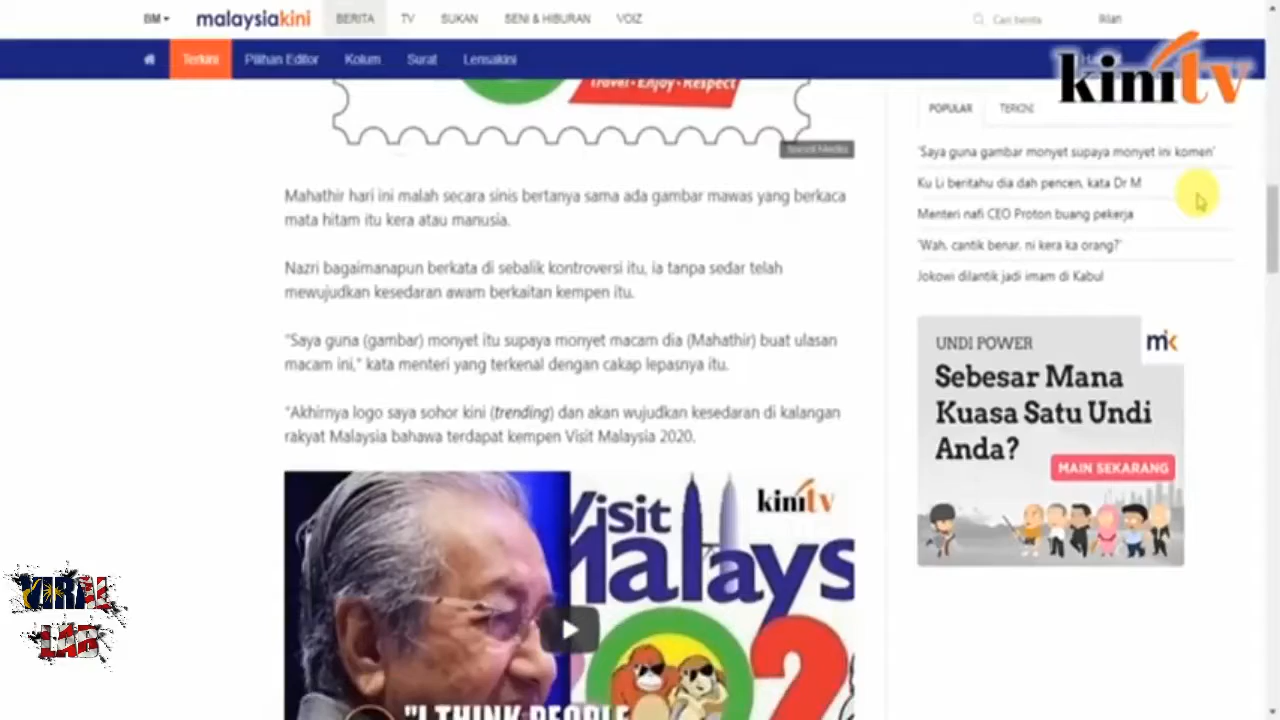 BM
malaysiakini
BERITA
TV
SUKAN
SENI & HIBURAN
VOIZ
Cari berita
Iklan
Terkini
Pilihan Editor
Kolum
Surat
Lensakini
kinitv
Travel • Enjoy • Respect
Social Media
POPULAR
TERKINI
'Saya guna gambar monyet supaya monyet ini komen'
Ku Li beritahu dia dah pencen, kata Dr M
Menteri nafi CEO Proton buang pekerja
'Wah, cantik benar, ni kera ka orang?'
Jokowi dilantik jadi imam di Kabul
Mahathir hari ini malah secara sinis bertanya sama ada gambar mawas yang berkaca
mata hitam itu kera atau manusia.
Nazri bagaimanapun berkata di sebalik kontroversi itu, ia tanpa sedar telah
mewujudkan kesedaran awam berkaitan kempen itu.
"Saya guna (gambar) monyet itu supaya monyet macam dia (Mahathir) buat ulasan
macam ini," kata menteri yang terkenal dengan cakap lepasnya itu.
"Akhirnya logo saya sohor kini (trending) dan akan wujudkan kesedaran di kalangan
rakyat Malaysia bahawa terdapat kempen Visit Malaysia 2020.
UNDI POWER
mk
Sebesar Mana
Kuasa Satu Undi
Anda?
MAIN SEKARANG
kinitv
Visit
Malays
2
"I THINK PEOPLE
VIRAL
LAB